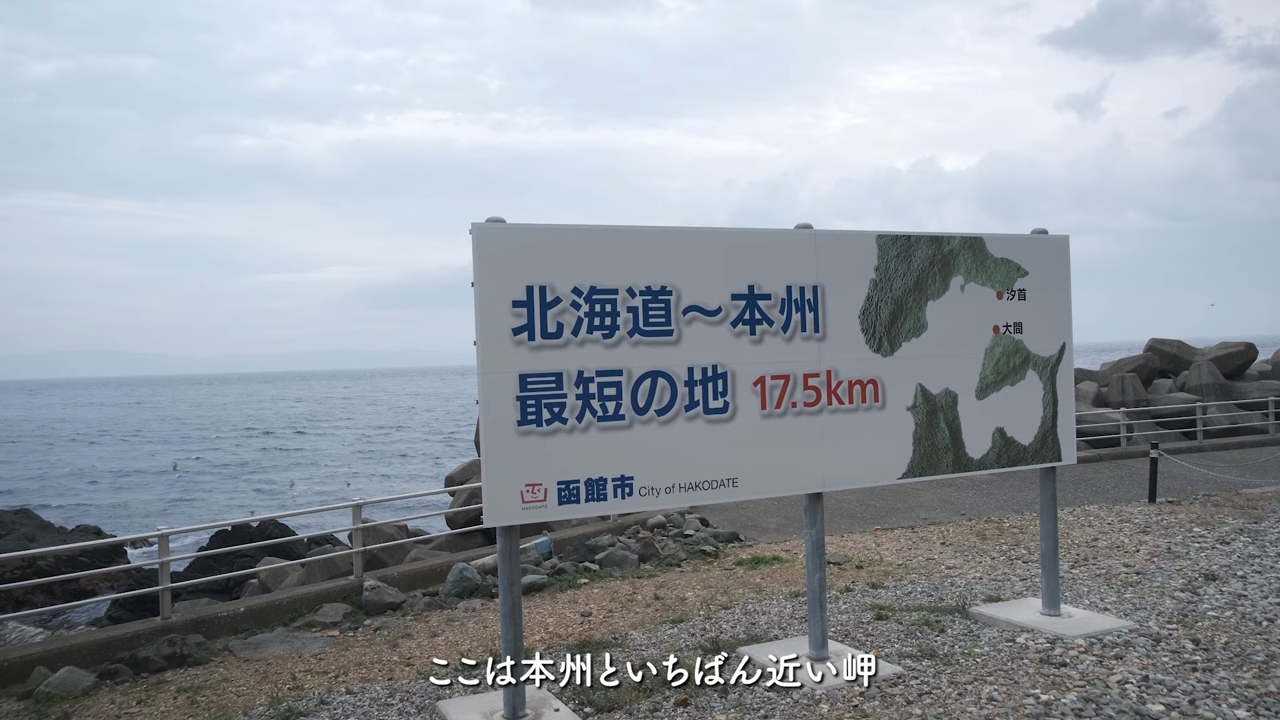 北海道～本州
最短の地 17.5km
汐首
大間
函館市 City of HAKODATE
HAKODATE
ここは本州といちばん近い岬